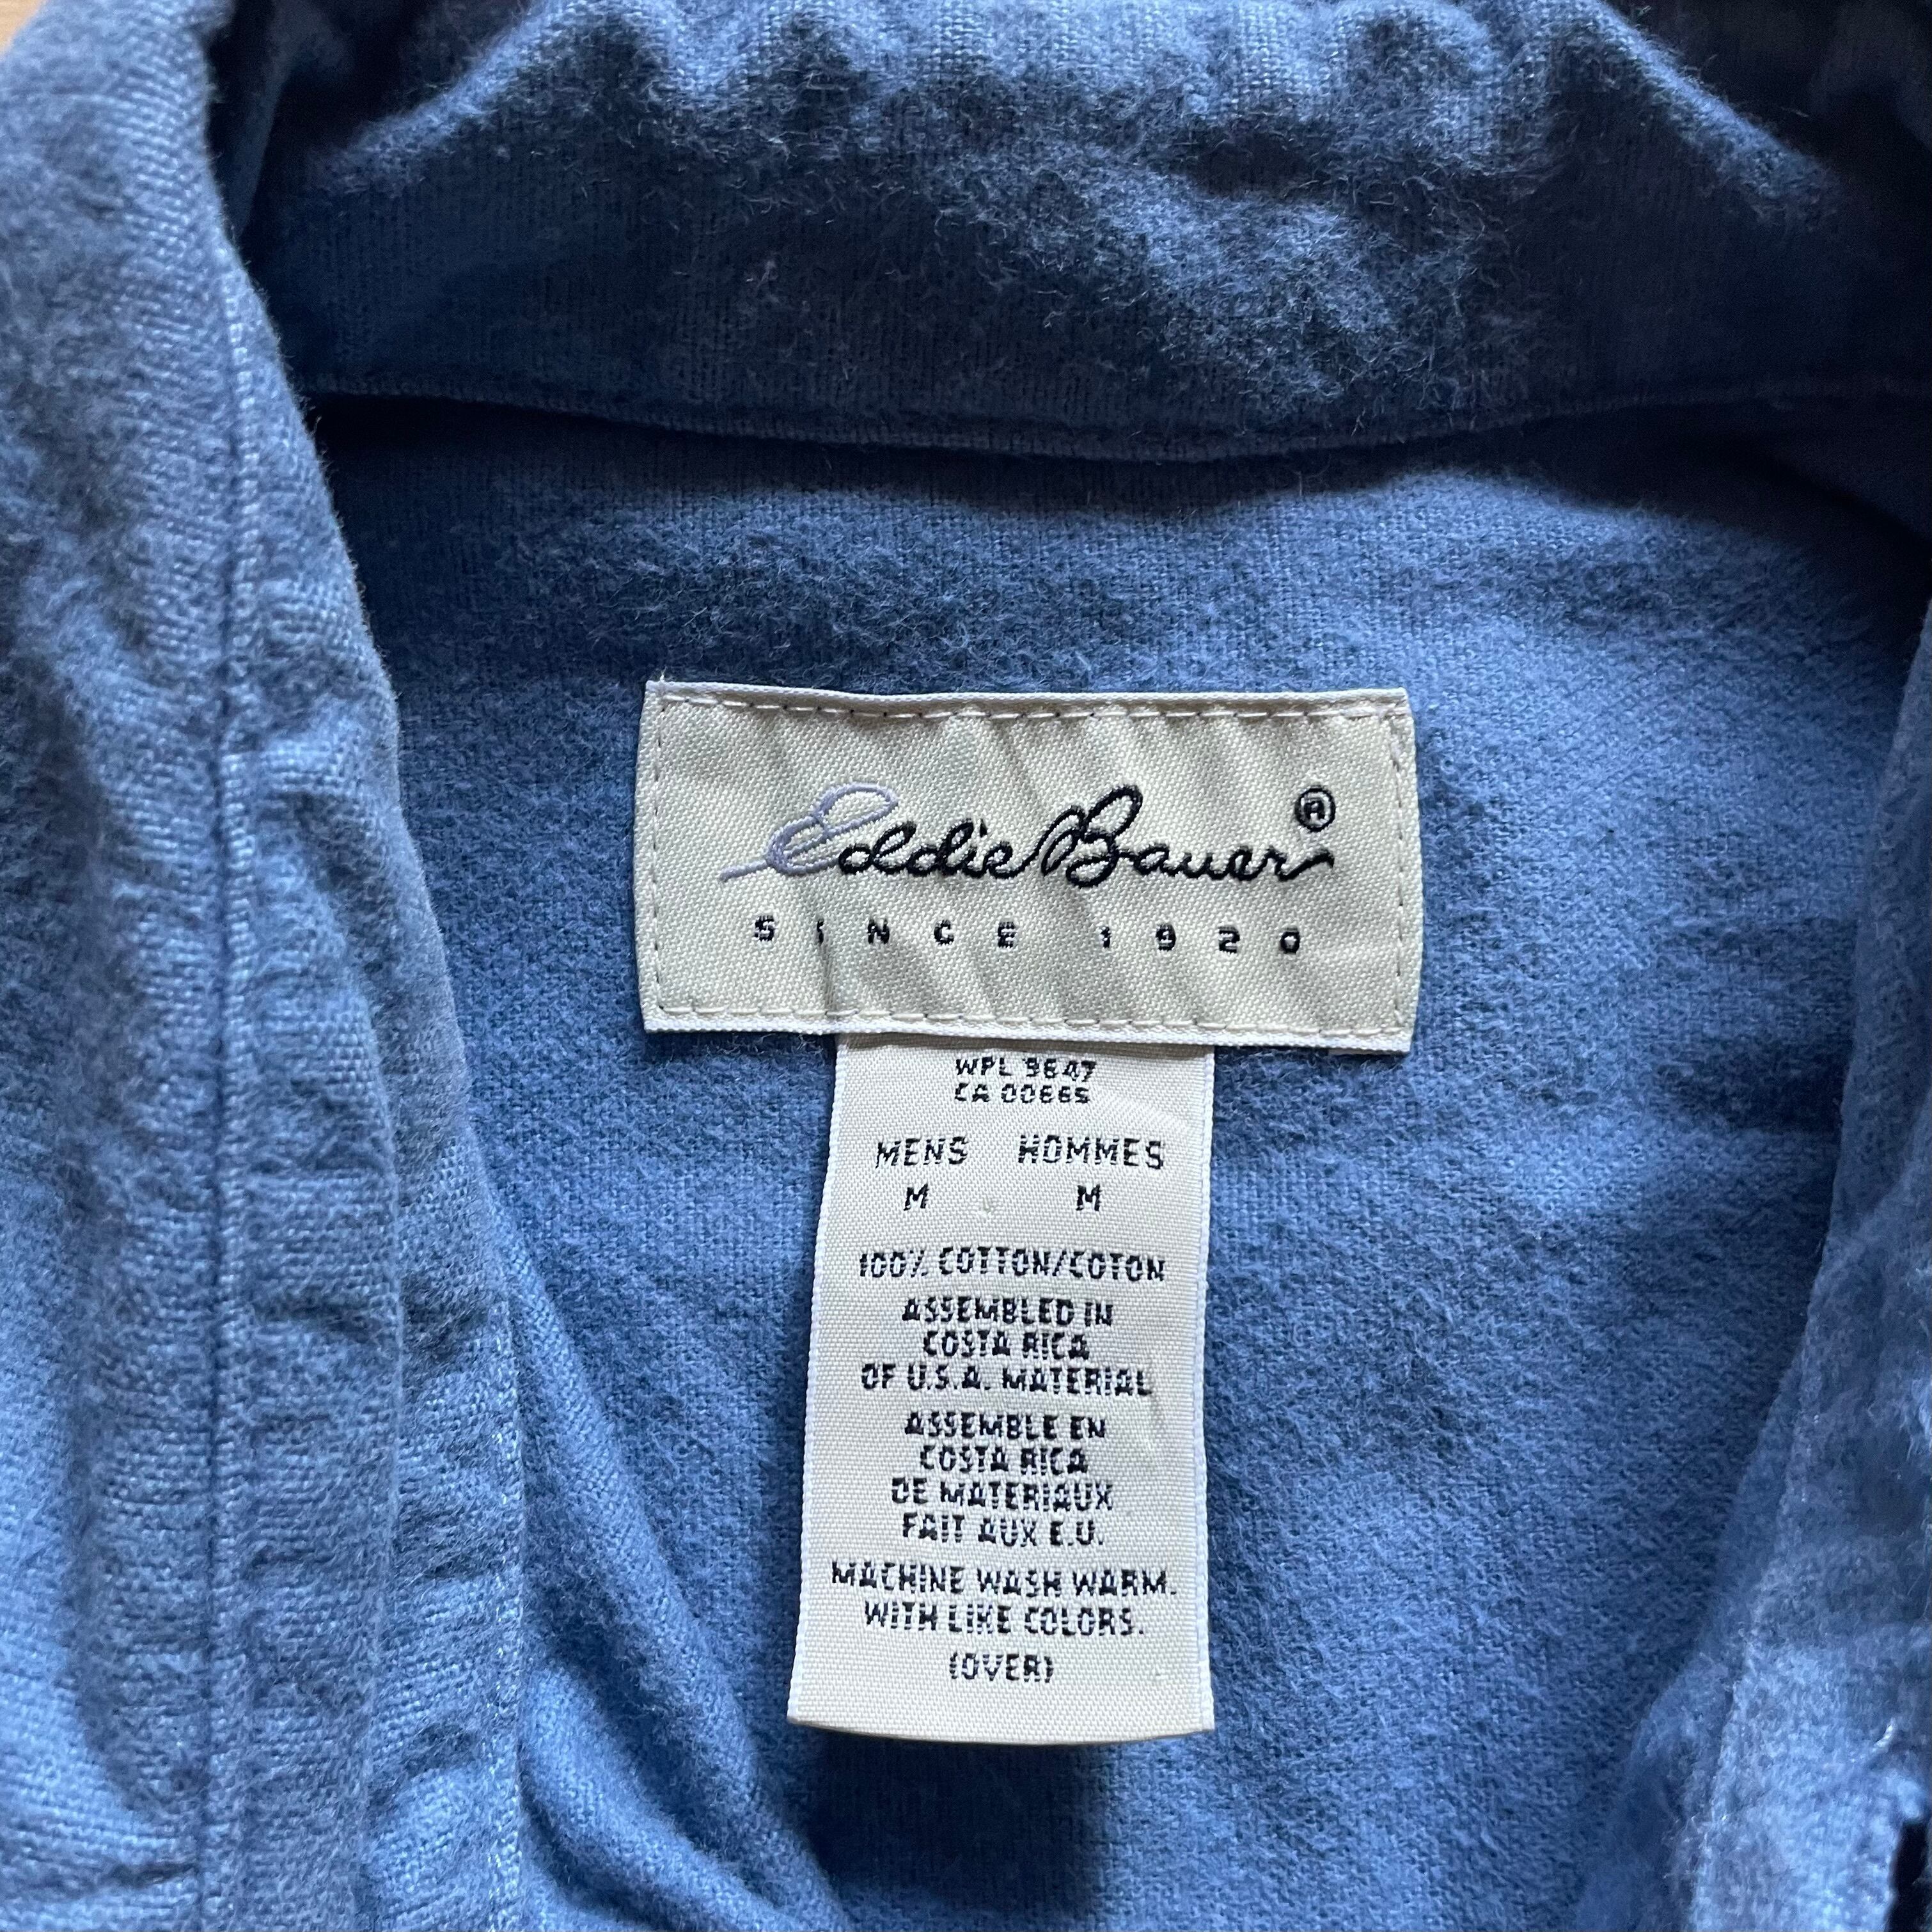 Eddie Bauer®
SINCE 1920
WPL 9647
CA 00665
MENS HOMMES
M M
100% COTTON/COTON
ASSEMBLED IN
COSTA RICA
OF U.S.A. MATERIAL
ASSEMBLE EN
COSTA RICA
DE MATERIAUX
FAIT AUX E.U.
MACHINE WASH WARM.
WITH LIKE COLORS.
(OVER)